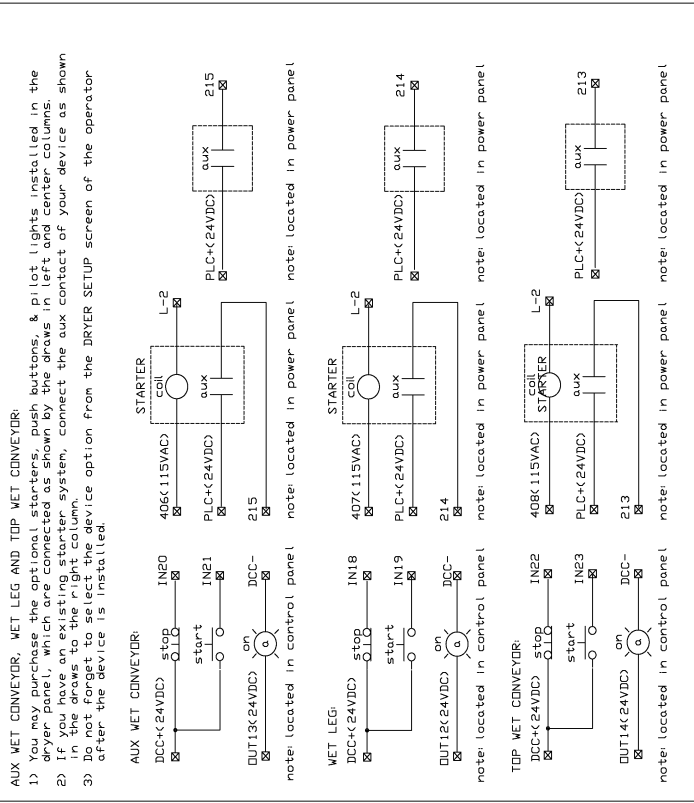 AUX WET CONVEYOR, WET LEG AND TOP WET CONVEYOR:
1) You may purchase the optional starters, push buttons, & pilot lights installed in the
dryer panel, which are connected as shown by the draws in left and center columns.
2) If you have an existing starter system, connect the aux contact of your device as shown
in the draws to the right column.
3) Do not forget to select the device option from the DRYER SETUP screen of the operator
after the device is installed.
AUX WET CONVEYOR:
DCC+(24VDC) stop IN20
start IN21
OUT13(24VDC) on a DCC-
note: located in control panel
STARTER
406(115VAC) coil L-2
PLC+(24VDC) aux
215
note: located in power panel
PLC+(24VDC) aux 215
note: located in power panel
WET LEG:
DCC+(24VDC) stop IN18
start IN19
OUT12(24VDC) on a DCC-
note: located in control panel
STARTER
407(115VAC) coil L-2
PLC+(24VDC) aux
214
note: located in power panel
PLC+(24VDC) aux 214
note: located in power panel
TOP WET CONVEYOR:
DCC+(24VDC) stop IN22
start IN23
OUT14(24VDC) on a DCC-
note: located in control panel
STARTER
408(115VAC) coil L-2
PLC+(24VDC) aux
213
note: located in power panel
PLC+(24VDC) aux 213
note: located in power panel